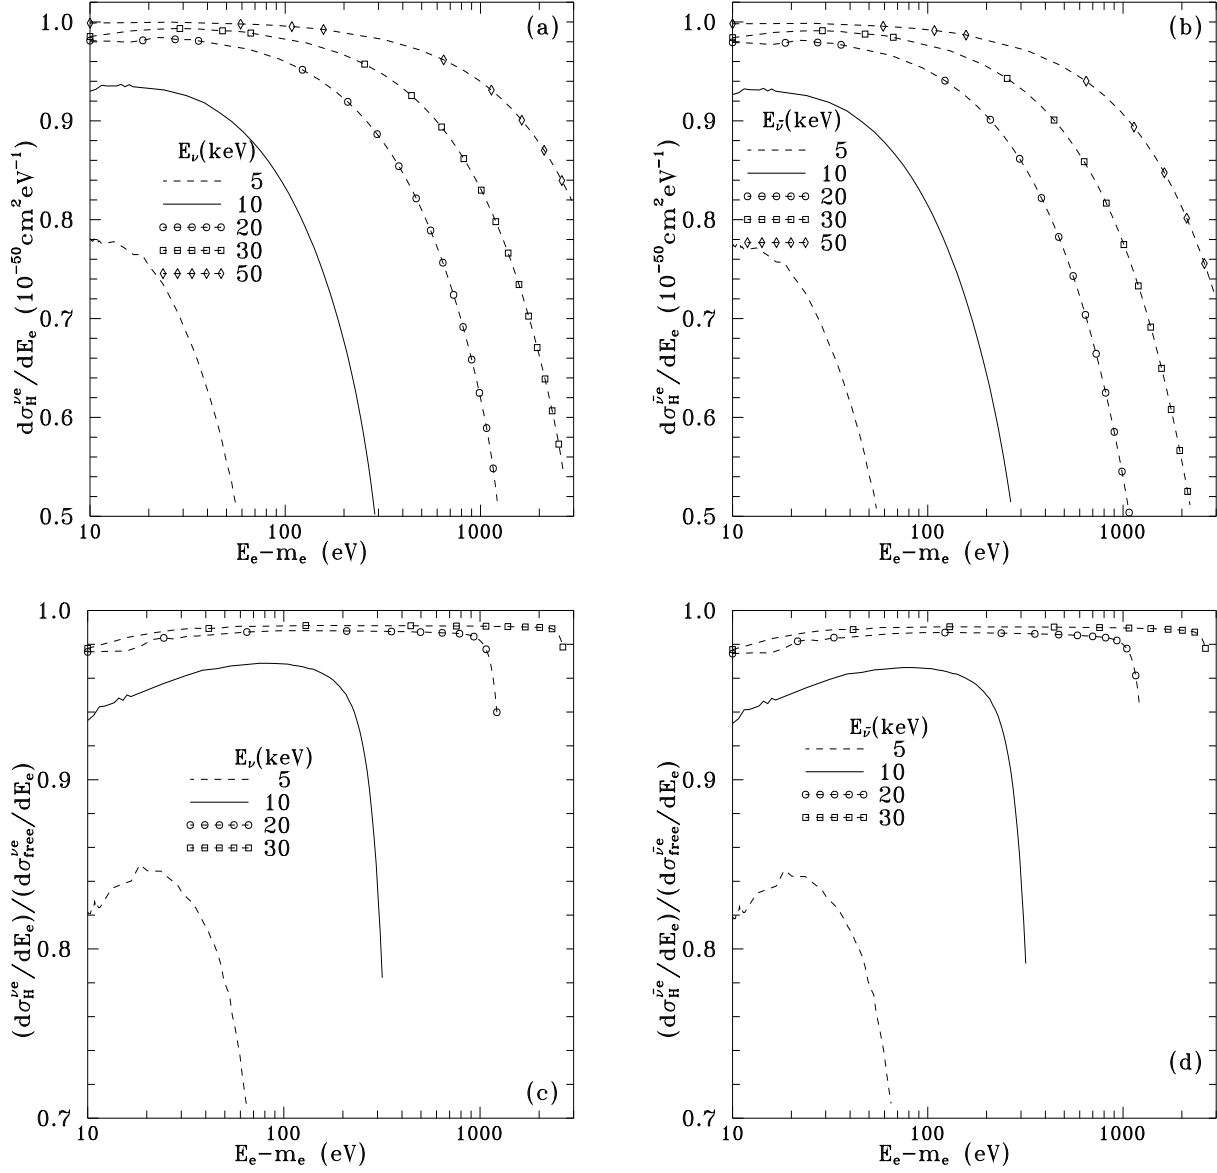 (a)
1.0
0.9
0.8
0.7
0.6
0.5
dσ_H^{νe}/dE_e (10^{-50}cm^2eV^{-1})
E_ν(keV)
5
10
20
30
50
10 100 1000
E_e−m_e (eV)
(b)
1.0
0.9
0.8
0.7
0.6
0.5
dσ_H^{ν̄e}/dE_e (10^{-50}cm^2eV^{-1})
E_ν̄(keV)
5
10
20
30
50
10 100 1000
E_e−m_e (eV)
1.0
0.9
0.8
0.7
(dσ_H^{νe}/dE_e)/(dσ_free^{νe}/dE_e)
E_ν(keV)
5
10
20
30
(c)
10 100 1000
E_e−m_e (eV)
1.0
0.9
0.8
0.7
(dσ_H^{ν̄e}/dE_e)/(dσ_free^{ν̄e}/dE_e)
E_ν̄(keV)
5
10
20
30
(d)
10 100 1000
E_e−m_e (eV)